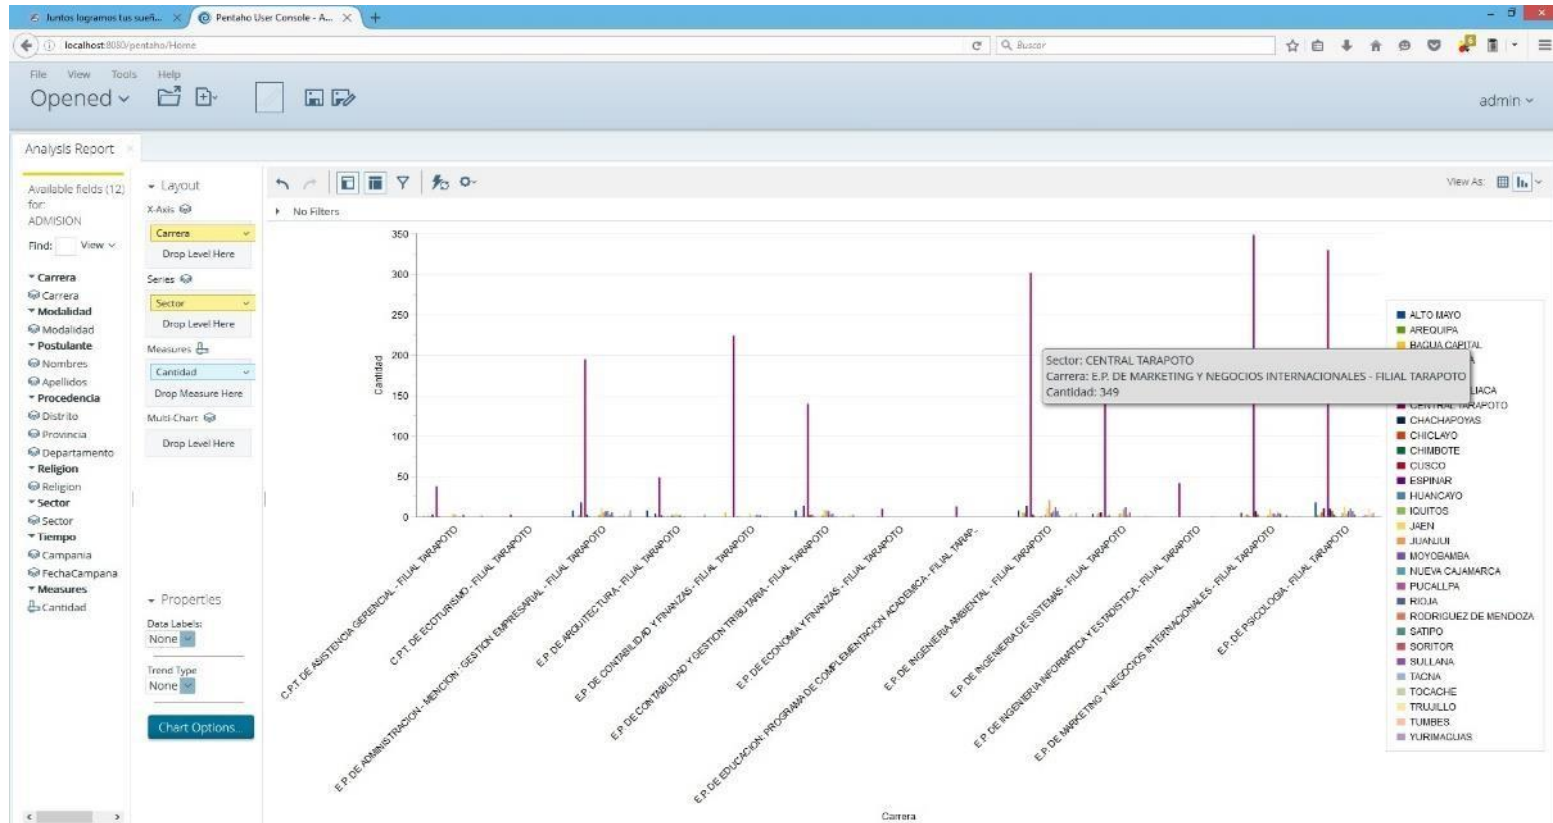 Juntos logramos tus sueñ...
Pentaho User Console - A...
localhost:8080/pentaho/Home
Buscar
File View Tools Help
Opened
admin
Analysis Report
Available fields (12)
for:
ADMISION
Find: View
Carrera
Carrera
Modalidad
Modalidad
Postulante
Nombres
Apellidos
Procedencia
Distrito
Provincia
Departamento
Religion
Religion
Sector
Sector
Tiempo
Campania
FechaCampana
Measures
Cantidad
Layout
X-Axis
Carrera
Drop Level Here
Series
Sector
Drop Level Here
Measures
Cantidad
Drop Measure Here
Multi-Chart
Drop Level Here
Properties
Data Labels:
None
Trend Type
None
Chart Options...
View As:
No Filters
350
300
250
200
150
100
50
0
Cantidad
Sector: CENTRAL TARAPOTO
Carrera: E.P. DE MARKETING Y NEGOCIOS INTERNACIONALES - FILIAL TARAPOTO
Cantidad: 349
C.P.T. DE ASISTENCIA GERENCIAL - FILIAL TARAPOTO
C.P.T. DE ECOTURISMO - FILIAL TARAPOTO
E.P. DE ADMINISTRACION - MENCION : GESTION EMPRESARIAL - FILIAL TARAPOTO
E.P. DE ARQUITECTURA - FILIAL TARAPOTO
E.P. DE CONTABILIDAD Y FINANZAS - FILIAL TARAPOTO
E.P. DE CONTABILIDAD Y GESTION TRIBUTARIA - FILIAL TARAPOTO
E.P. DE ECONOMIA Y FINANZAS - FILIAL TARAPOTO
E.P. DE EDUCACION: PROGRAMA DE COMPLEMENTACION ACADEMICA - FILIAL TARAP..
E.P. DE INGENIERIA AMBIENTAL - FILIAL TARAPOTO
E.P. DE INGENIERIA DE SISTEMAS - FILIAL TARAPOTO
E.P. DE INGENIERIA INFORMATICA Y ESTADISTICA - FILIAL TARAPOTO
E.P. DE MARKETING Y NEGOCIOS INTERNACIONALES - FILIAL TARAPOTO
E.P. DE PSICOLOGIA - FILIAL TARAPOTO
Carrera
ALTO MAYO
AREQUIPA
BAGUA CAPITAL
LIACA
CENTRAL TARAPOTO
CHACHAPOYAS
CHICLAYO
CHIMBOTE
CUSCO
ESPINAR
HUANCAYO
IQUITOS
JAEN
JUANJUI
MOYOBAMBA
NUEVA CAJAMARCA
PUCALLPA
RIOJA
RODRIGUEZ DE MENDOZA
SATIPO
SORITOR
SULLANA
TACNA
TOCACHE
TRUJILLO
TUMBES
YURIMAGUAS